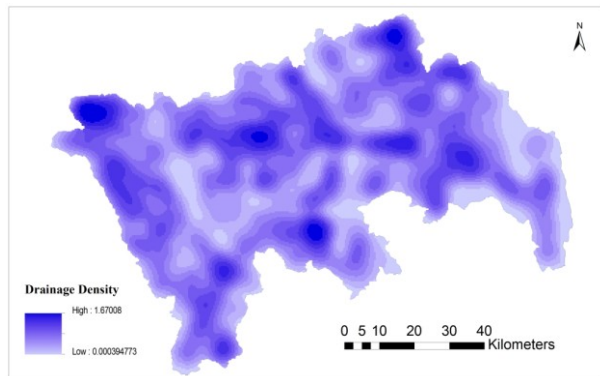 N
Drainage Density
High : 1.67008
Low : 0.000394773
0 5 10 20 30 40
Kilometers